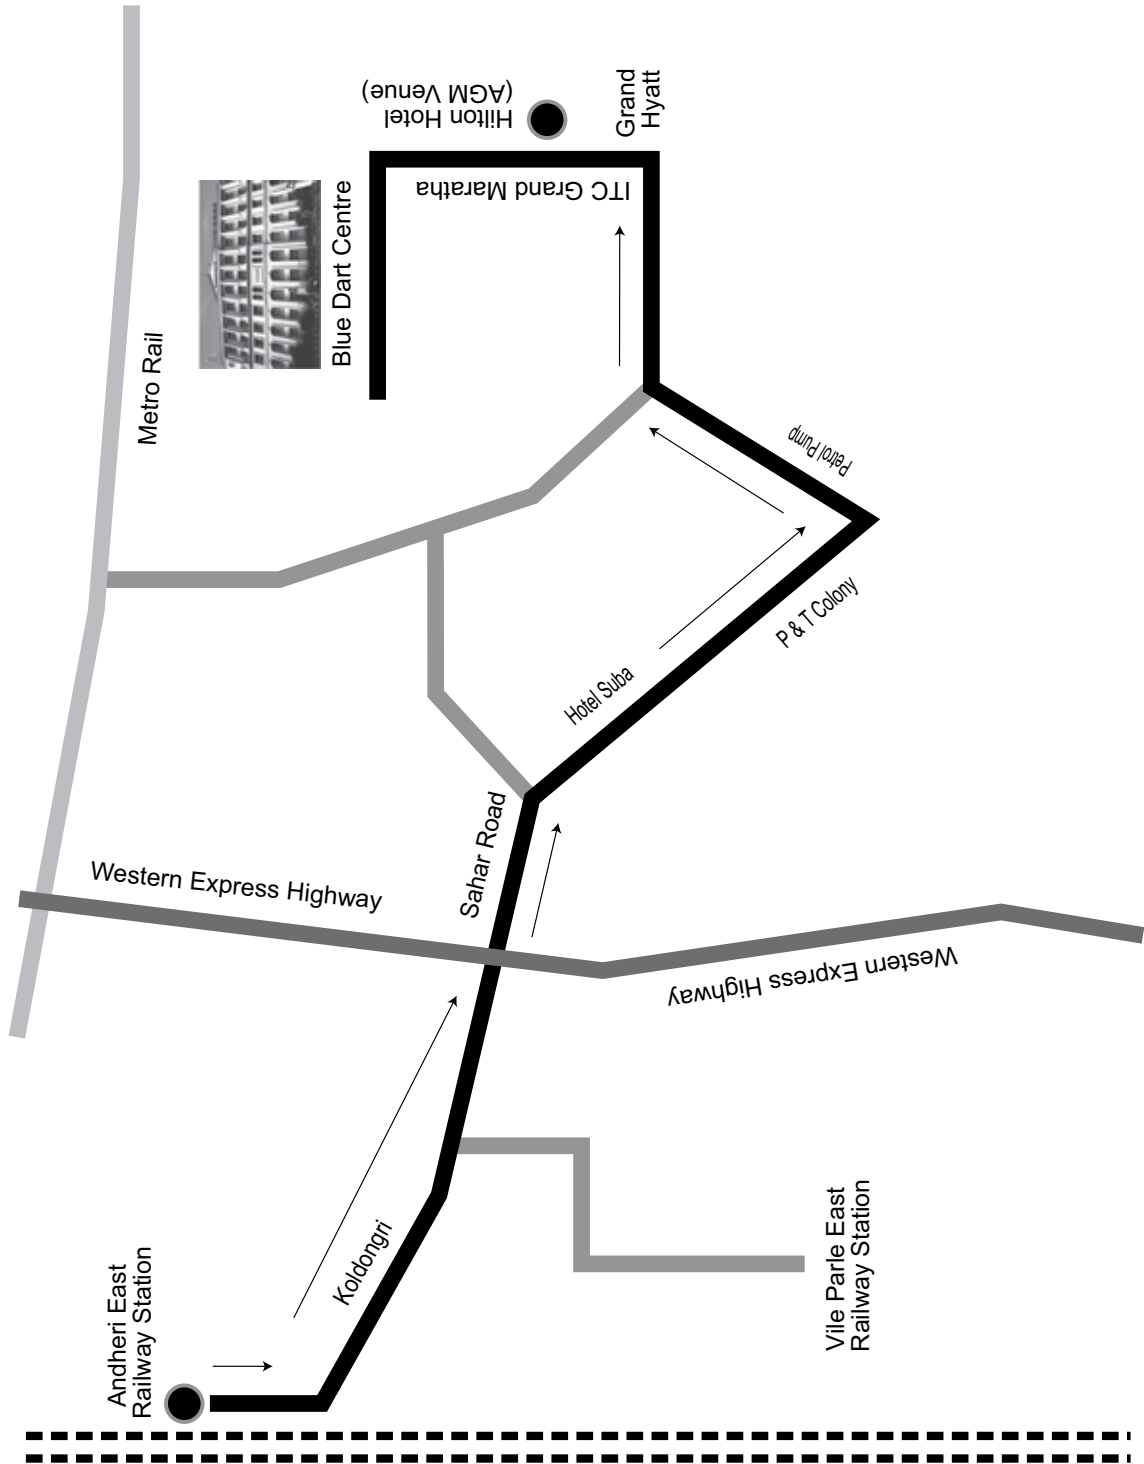 Hilton Hotel
(AGM Venue)
Grand
Hyatt
ITC Grand Maratha
Blue Dart Centre
Metro Rail
Petrol Pump
P & T Colony
Hotel Suba
Sahar Road
Western Express Highway
Western Express Highway
Koldongri
Andheri East
Railway Station
Vile Parle East
Railway Station